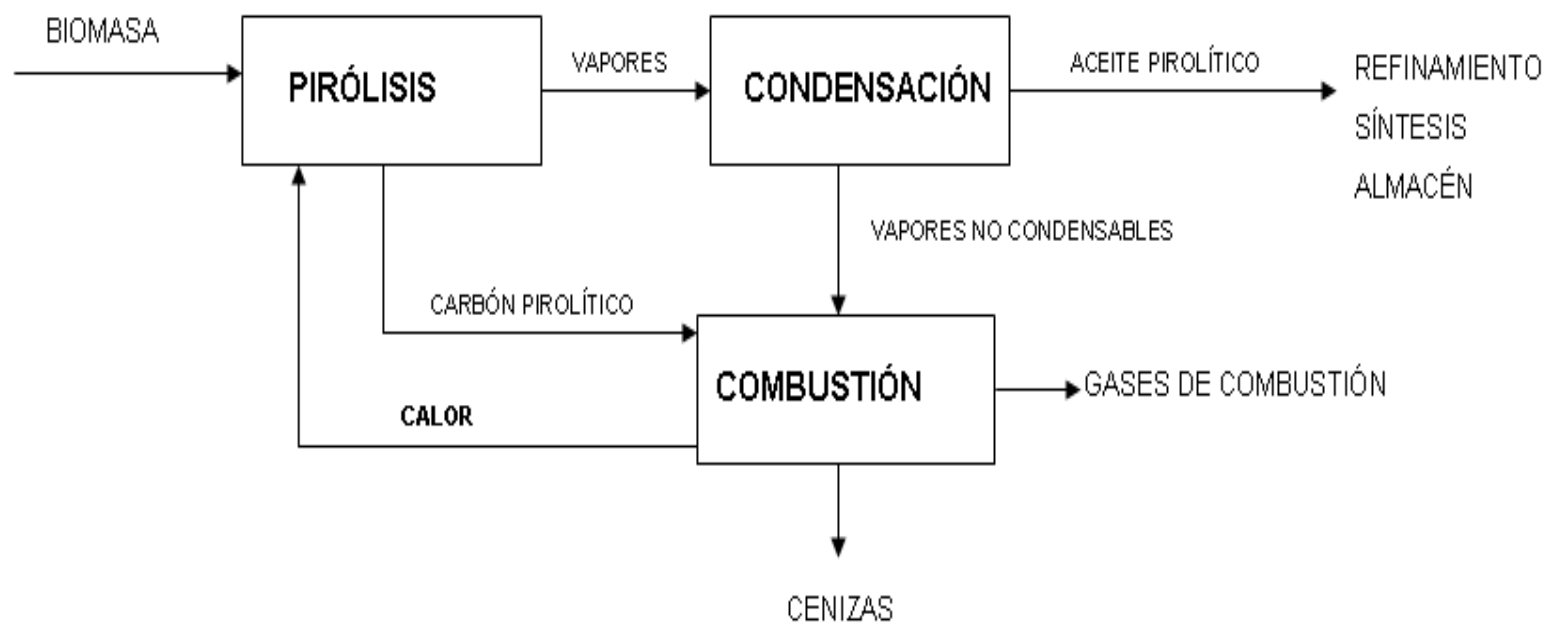 BIOMASA
PIRÓLISIS
VAPORES
CONDENSACIÓN
ACEITE PIROLÍTICO
REFINAMIENTO
SÍNTESIS
ALMACÉN
VAPORES NO CONDENSABLES
CARBÓN PIROLÍTICO
COMBUSTIÓN
GASES DE COMBUSTIÓN
CALOR
CENIZAS